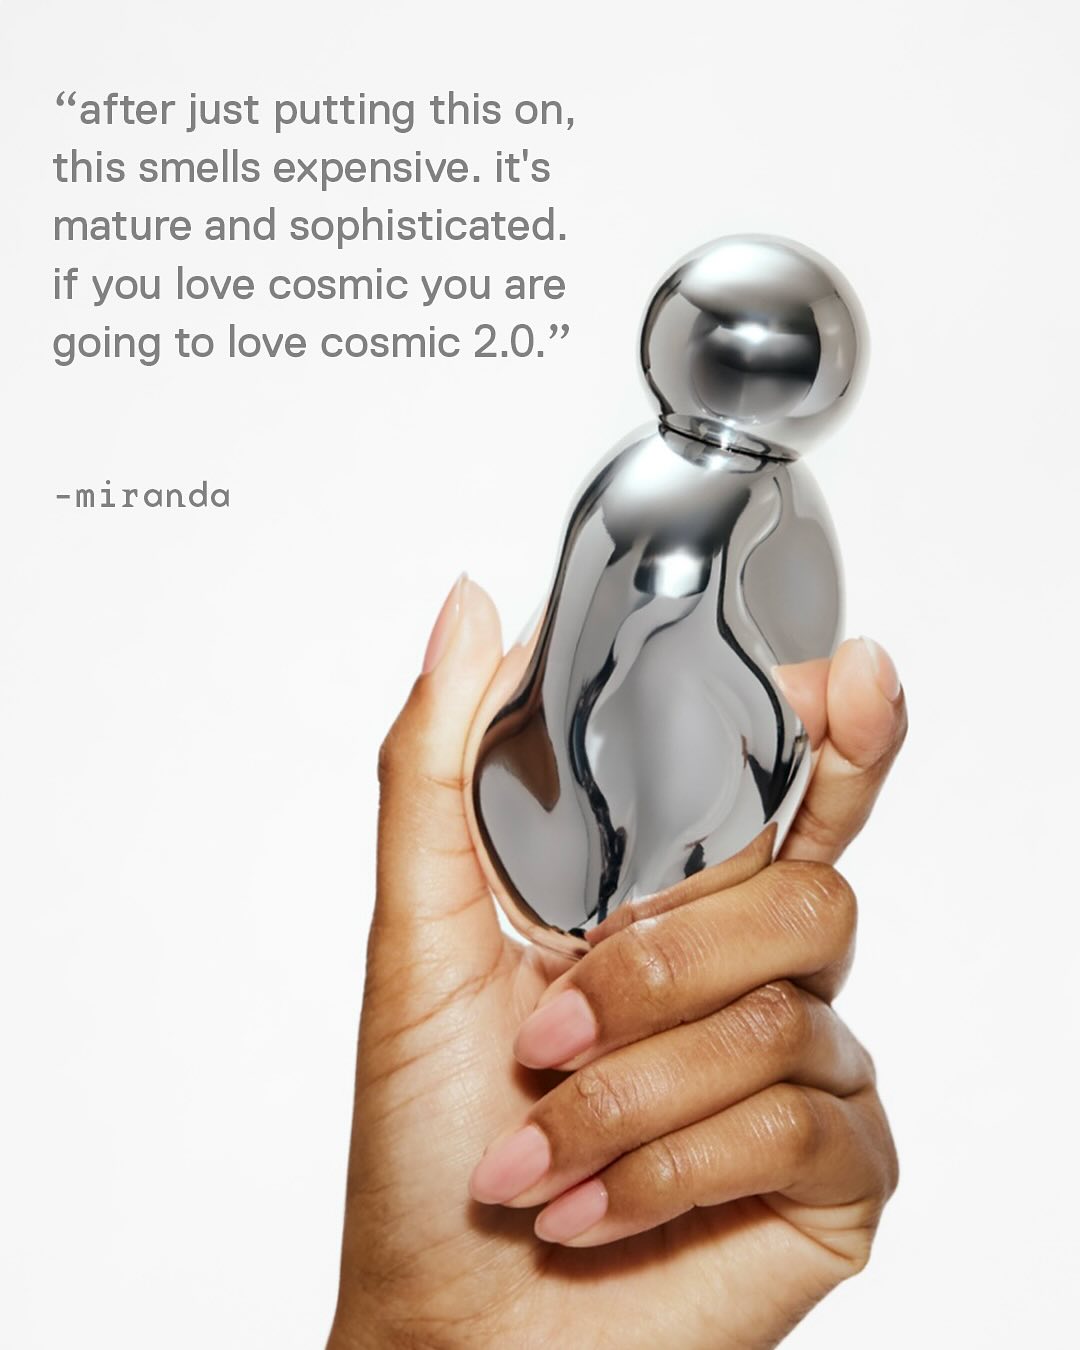 “after just putting this on,
this smells expensive. it's
mature and sophisticated.
if you love cosmic you are
going to love cosmic 2.0.”
-miranda